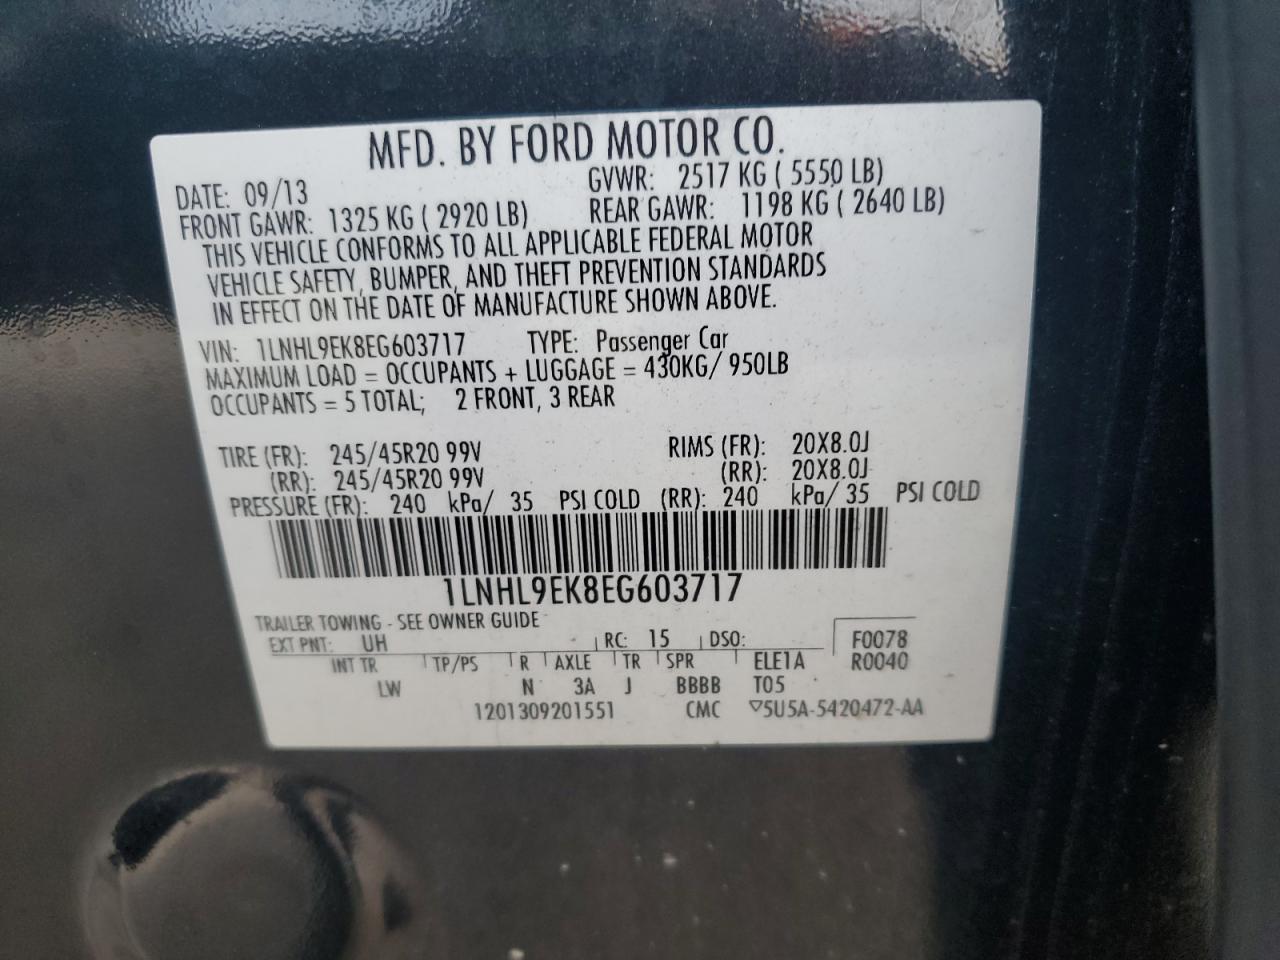 MFD. BY FORD MOTOR CO.
DATE: 09/13 GVWR: 2517 KG ( 5550 LB)
FRONT GAWR: 1325 KG ( 2920 LB) REAR GAWR: 1198 KG ( 2640 LB)
THIS VEHICLE CONFORMS TO ALL APPLICABLE FEDERAL MOTOR
VEHICLE SAFETY, BUMPER, AND THEFT PREVENTION STANDARDS
IN EFFECT ON THE DATE OF MANUFACTURE SHOWN ABOVE.
VIN: 1LNHL9EK8EG603717 TYPE: Passenger Car
MAXIMUM LOAD = OCCUPANTS + LUGGAGE = 430KG/ 950LB
OCCUPANTS = 5 TOTAL; 2 FRONT, 3 REAR
TIRE (FR): 245/45R20 99V RIMS (FR): 20X8.0J
(RR): 245/45R20 99V (RR): 20X8.0J
PRESSURE (FR): 240 kPa/ 35 PSI COLD (RR): 240 kPa/ 35 PSI COLD
1LNHL9EK8EG603717
TRAILER TOWING - SEE OWNER GUIDE
EXT PNT: UH RC: 15 DSO: F0078
INT TR TP/PS R AXLE TR SPR ELE1A R0040
LW N 3A J BBBB T05
1201309201551 CMC ▽5U5A-5420472-AA